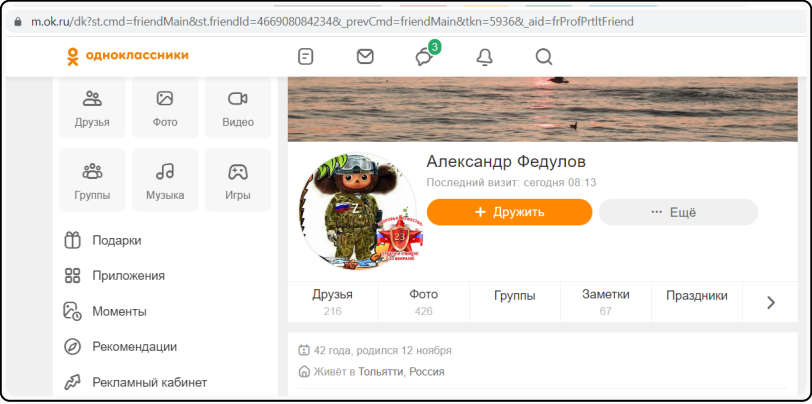 m.ok.ru/dk?st.cmd=friendMain&st.friendId=466908084234&_prevCmd=friendMain&tkn=5936&_aid=frProfPrtltFriend
одноклассники
3
Друзья
Фото
Видео
Группы
Музыка
Игры
Подарки
Приложения
Моменты
Рекомендации
Рекламный кабинет
Александр Федулов
Последний визит: сегодня 08:13
+ Дружить
··· Ещё
Z
23
Друзья
216
Фото
426
Группы
Заметки
67
Праздники
42 года, родился 12 ноября
Живёт в Тольятти, Россия